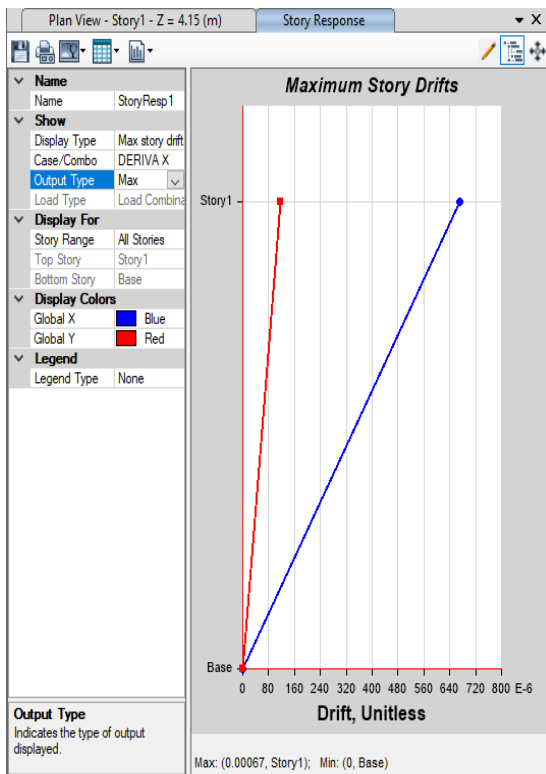 Plan View - Story1 - Z = 4.15 (m)
Story Response
Name
Name StoryResp1
Show
Display Type Max story drift
Case/Combo DERIVA X
Output Type Max
Load Type Load Combina
Display For
Story Range All Stories
Top Story Story1
Bottom Story Base
Display Colors
Global X Blue
Global Y Red
Legend
Legend Type None
Output Type
Indicates the type of output
displayed.
Maximum Story Drifts
Story1
Base
0 80 160 240 320 400 480 560 640 720 800 E-6
Drift, Unitless
Max: (0.00067, Story1); Min: (0, Base)